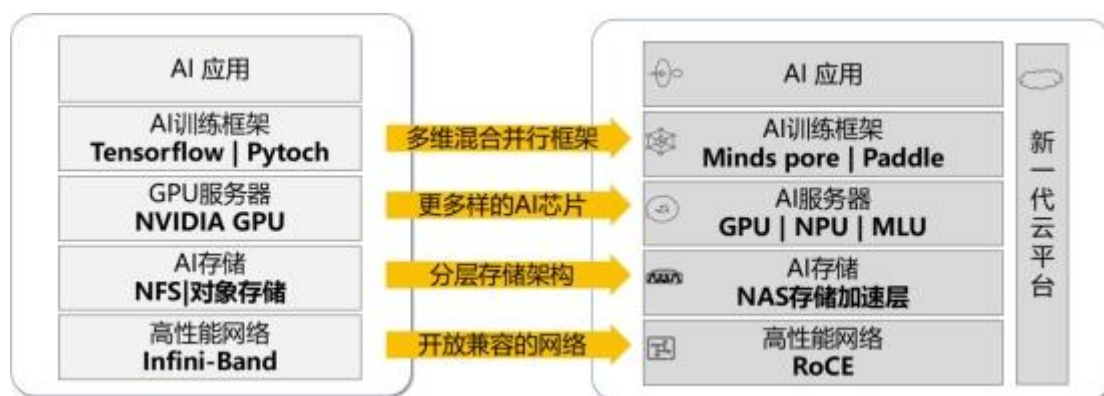 AI 应用
AI训练框架
Tensorflow | Pytoch
GPU服务器
NVIDIA GPU
AI存储
NFS|对象存储
高性能网络
Infini-Band
多维混合并行框架
更多样的AI芯片
分层存储架构
开放兼容的网络
AI 应用
AI训练框架
Minds pore | Paddle
AI服务器
GPU | NPU | MLU
AI存储
NAS存储加速层
高性能网络
RoCE
新一代云平台